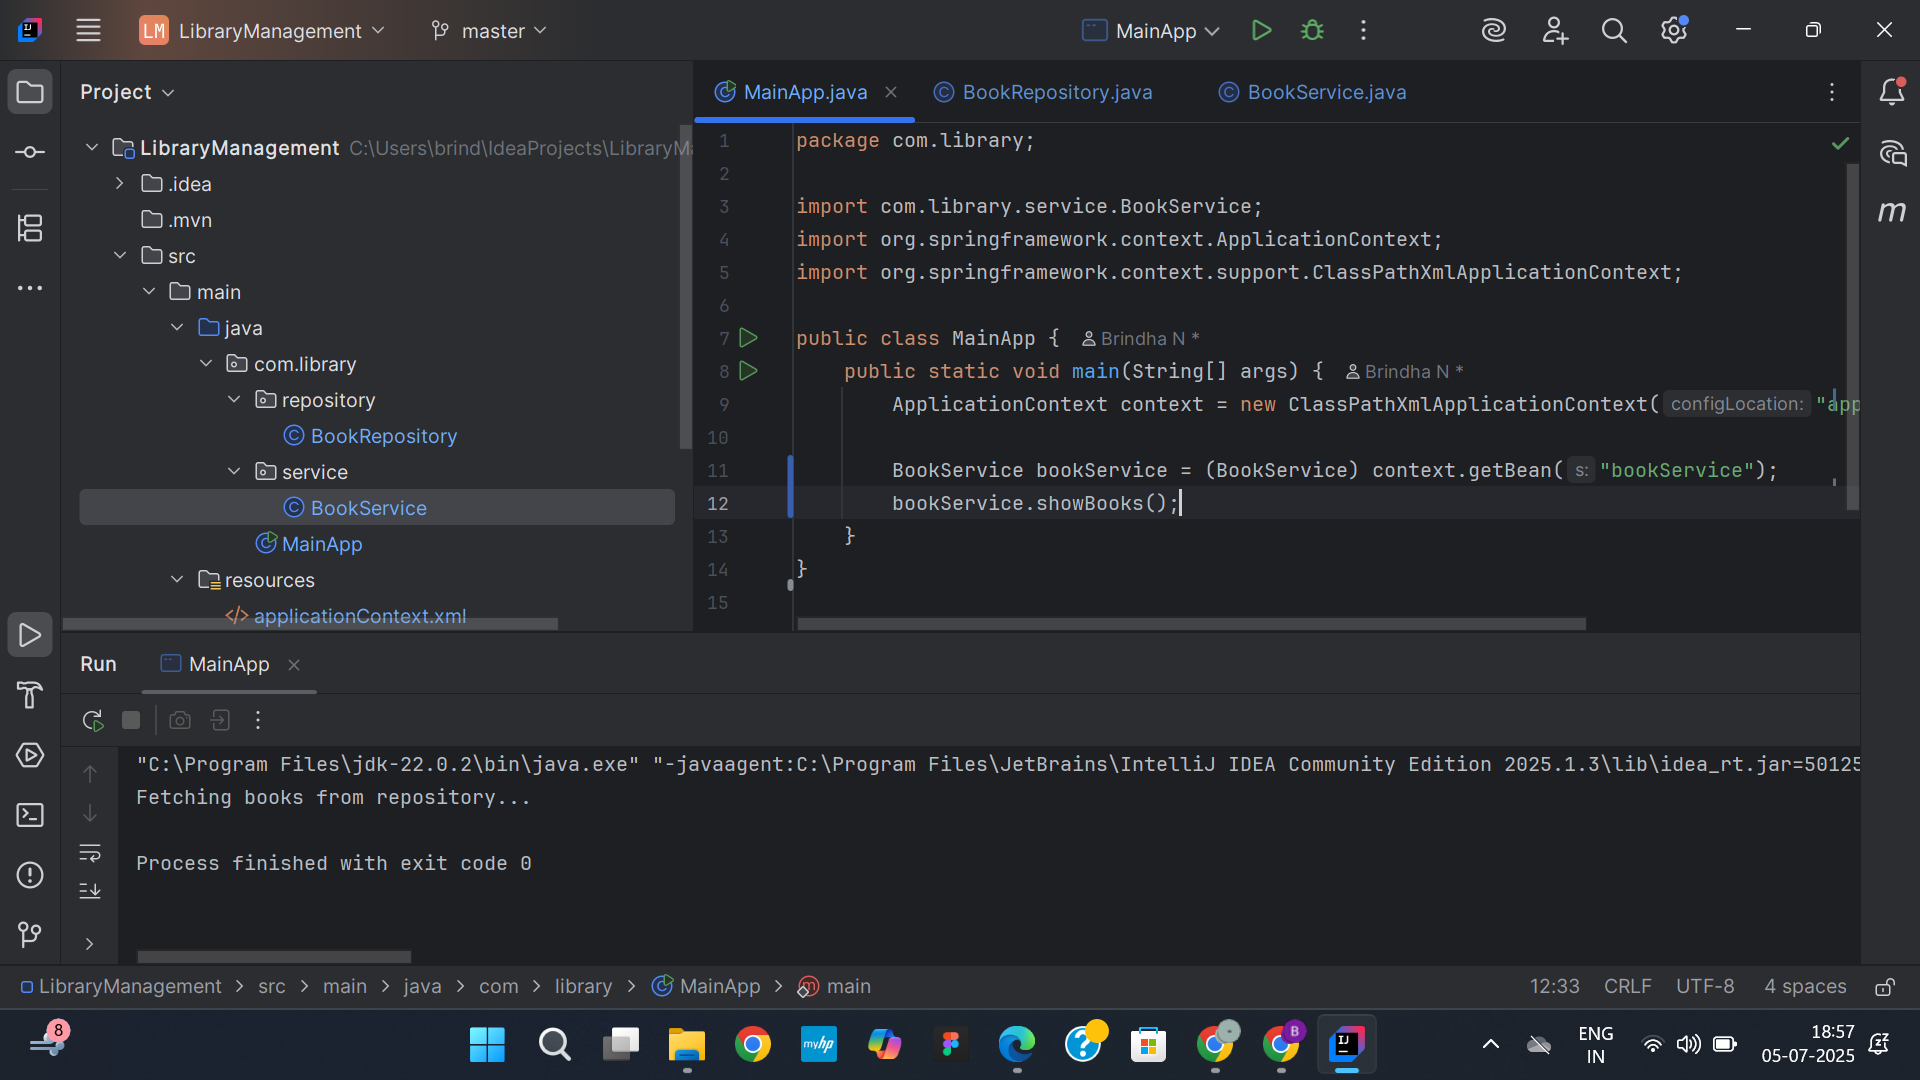 LM LibraryManagement master MainApp
Project
LibraryManagement C:\Users\brind\IdeaProjects\LibraryMa
.idea
.mvn
src
main
java
com.library
repository
BookRepository
service
BookService
MainApp
resources
applicationContext.xml
MainApp.java BookRepository.java BookService.java
1 package com.library;
2
3 import com.library.service.BookService;
4 import org.springframework.context.ApplicationContext;
5 import org.springframework.context.support.ClassPathXmlApplicationContext;
6
7 public class MainApp { Brindha N *
8 public static void main(String[] args) { Brindha N *
9 ApplicationContext context = new ClassPathXmlApplicationContext( configLocation: "app
10
11 BookService bookService = (BookService) context.getBean( s: "bookService");
12 bookService.showBooks();
13 }
14 }
15
m
Run MainApp
"C:\Program Files\jdk-22.0.2\bin\java.exe" "-javaagent:C:\Program Files\JetBrains\IntelliJ IDEA Community Edition 2025.1.3\lib\idea_rt.jar=50125
Fetching books from repository...
Process finished with exit code 0
LibraryManagement > src > main > java > com > library > MainApp > main 12:33 CRLF UTF-8 4 spaces
8 myhp B IJ
ENG
IN
18:57
05-07-2025